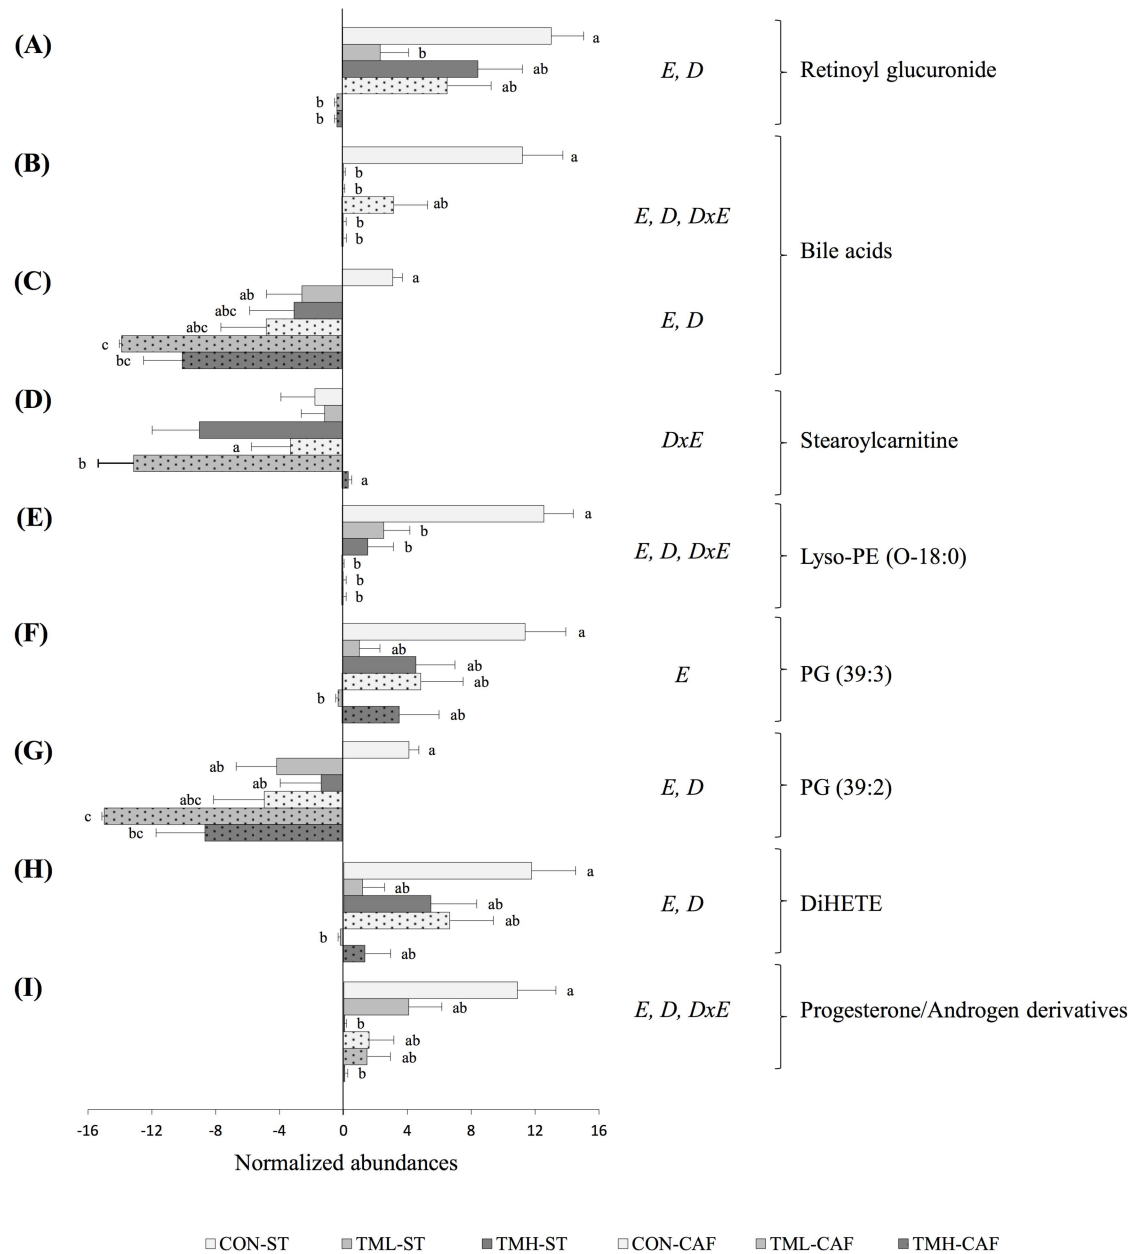 (A)
a
b
ab
ab
b
b
E, D
Retinoyl glucuronide
(B)
a
b
b
ab
b
b
E, D, DxE
Bile acids
(C)
a
ab
abc
abc
c
bc
E, D
(D)
a
b
a
DxE
Stearoylcarnitine
(E)
a
b
b
b
b
b
E, D, DxE
Lyso-PE (O-18:0)
(F)
a
ab
ab
ab
b
ab
E
PG (39:3)
(G)
a
ab
ab
abc
c
bc
E, D
PG (39:2)
(H)
a
ab
ab
ab
b
ab
E, D
DiHETE
(I)
a
ab
b
ab
ab
b
E, D, DxE
Progesterone/Androgen derivatives
-16 -12 -8 -4 0 4 8 12 16
Normalized abundances
CON-ST TML-ST TMH-ST CON-CAF TML-CAF TMH-CAF